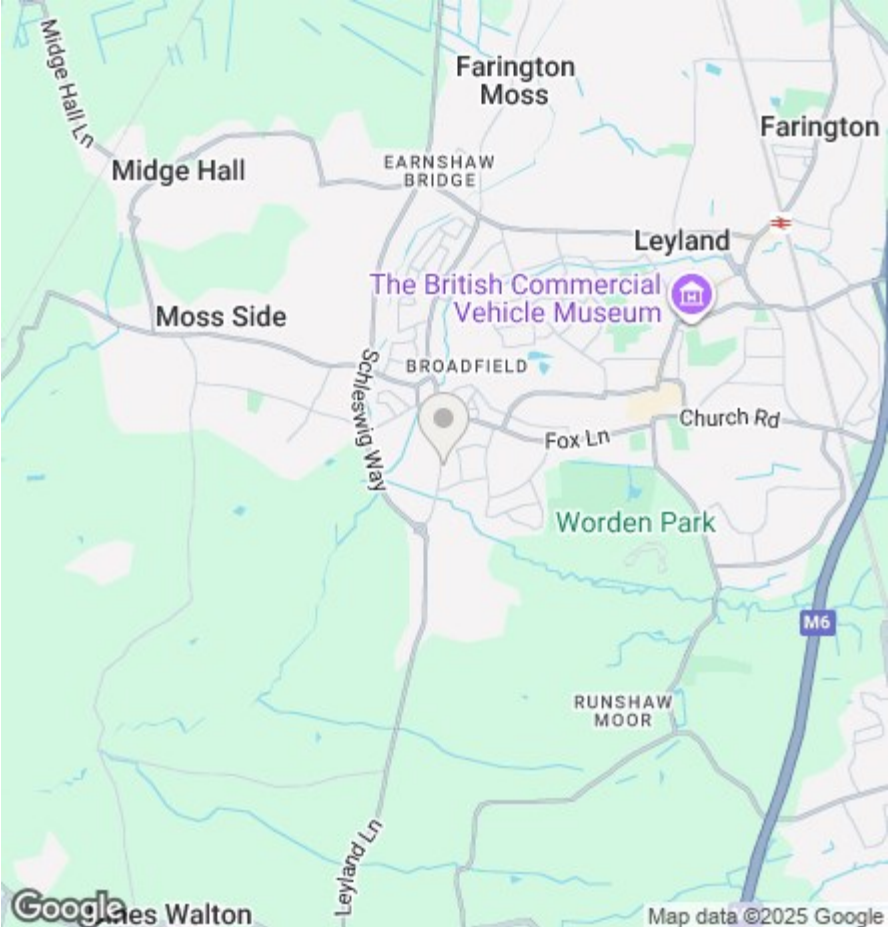 Midge Hall Ln
Farington
Moss
Farington
Midge Hall
EARNSHAW
BRIDGE
Leyland
The British Commercial
Vehicle Museum
Moss Side
BROADFIELD
Schleswig Way
Church Rd
Fox Ln
Worden Park
M6
RUNSHAW
MOOR
Leyland Ln
Google
Walton
Map data ©2025 Google